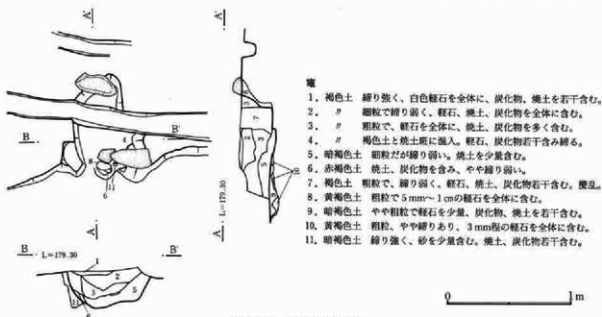 竈
1. 褐色土 締り強く、白色軽石を全体に、炭化物、焼土を若干含む。
2. 〃 細粒で締り弱く、軽石、焼土、炭化物を全体に含む。
3. 〃 粗粒で、軽石を全体に、焼土、炭化物を多く含む。
4. 〃 褐色土と焼土斑に混入。軽石、炭化物若干含み締る。
5. 暗褐色土 細粒だが締り弱い。焼土を少量含む。
6. 赤褐色土 焼土、炭化物を含み、やや締り弱い。
7. 褐色土 粗粒で、締り弱く、軽石、焼土、炭化物若干含む。攪乱。
8. 黄褐色土 粗粒で5mm〜1cmの軽石を全体に含む。
9. 暗褐色土 やや粗粒で軽石を少量、炭化物、焼土を若干含む。
10. 黄褐色土 粗粒、やや締りあり、3mm程の軽石を全体に含む。
11. 暗褐色土 締り強く、砂を少量含む。焼土、炭化物若干含む。
0 1m
A'
A'
B
B'
4
8
11
6
A
A
L=179.30
7
10
B L=179.30
B'
1
2
3
5
11
6